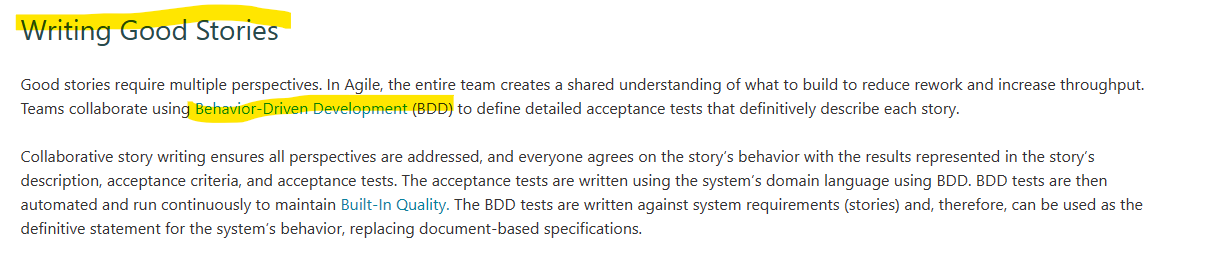 Writing Good Stories
Good stories require multiple perspectives. In Agile, the entire team creates a shared understanding of what to build to reduce rework and increase throughput.
Teams collaborate using Behavior-Driven Development (BDD) to define detailed acceptance tests that definitively describe each story.
Collaborative story writing ensures all perspectives are addressed, and everyone agrees on the story’s behavior with the results represented in the story’s
description, acceptance criteria, and acceptance tests. The acceptance tests are written using the system’s domain language using BDD. BDD tests are then
automated and run continuously to maintain Built-In Quality. The BDD tests are written against system requirements (stories) and, therefore, can be used as the
definitive statement for the system’s behavior, replacing document-based specifications.